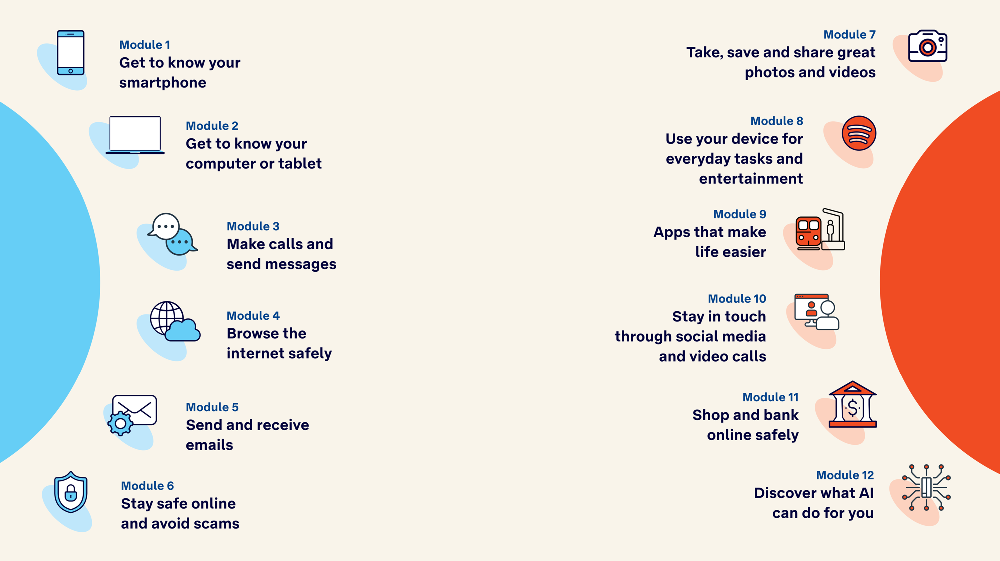 Module 1
Get to know your
smartphone
Module 2
Get to know your
computer or tablet
Module 3
Make calls and
send messages
Module 4
Browse the
internet safely
Module 5
Send and receive
emails
Module 6
Stay safe online
and avoid scams
Module 7
Take, save and share great
photos and videos
Module 8
Use your device for
everyday tasks and
entertainment
Module 9
Apps that make
life easier
Module 10
Stay in touch
through social media
and video calls
Module 11
Shop and bank
online safely
Module 12
Discover what AI
can do for you